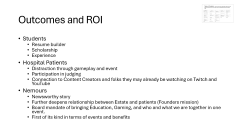 Outcomes and ROI
• Students
• Resume builder
• Scholarship
• Experience
• Hospital Patients
• Distraction through gameplay and event
• Participation in judging
• Connection to Content Creators and folks they may already be watching on Twitch and
YouTube
• Nemours
• Newsworthy story
• Further deepens relationship between Estate and patients (Founders mission)
• Board mandate of bringing Education, Gaming, and who and what we are together in one
event.
• First of its kind in terms of events and benefits